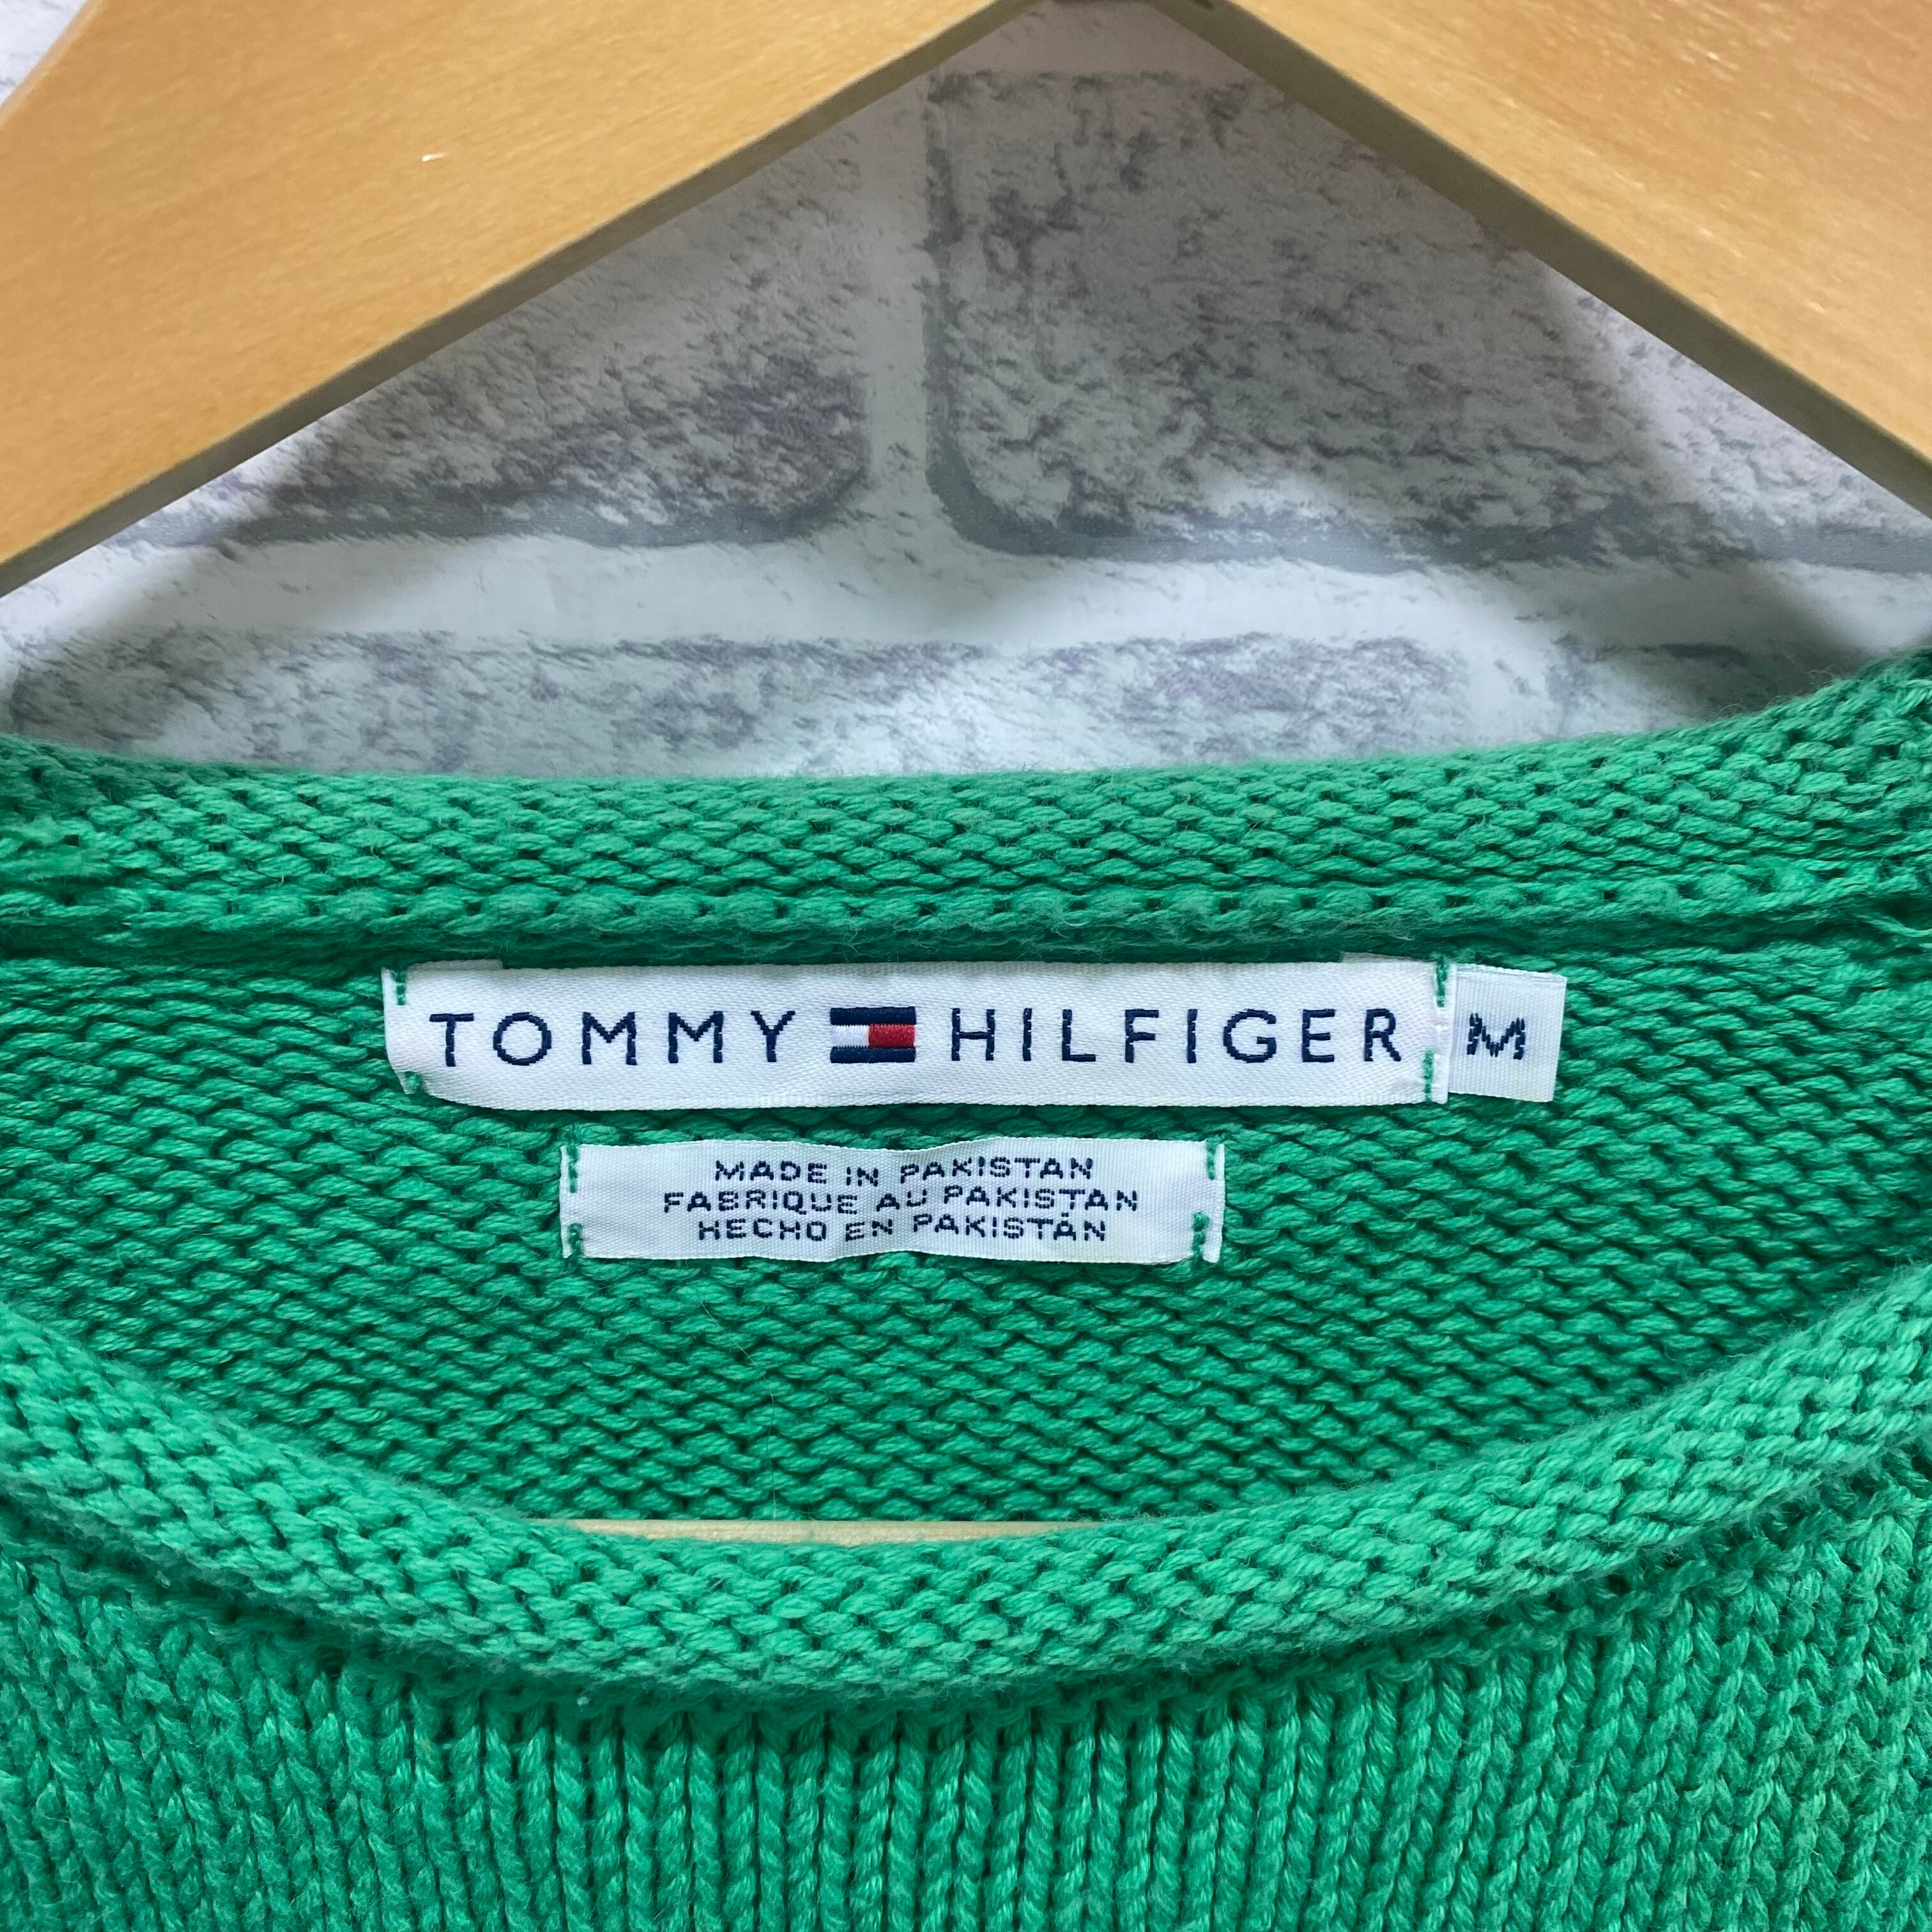 TOMMY HILFIGER M
MADE IN PAKISTAN
FABRIQUE AU PAKISTAN
HECHO EN PAKISTÁN